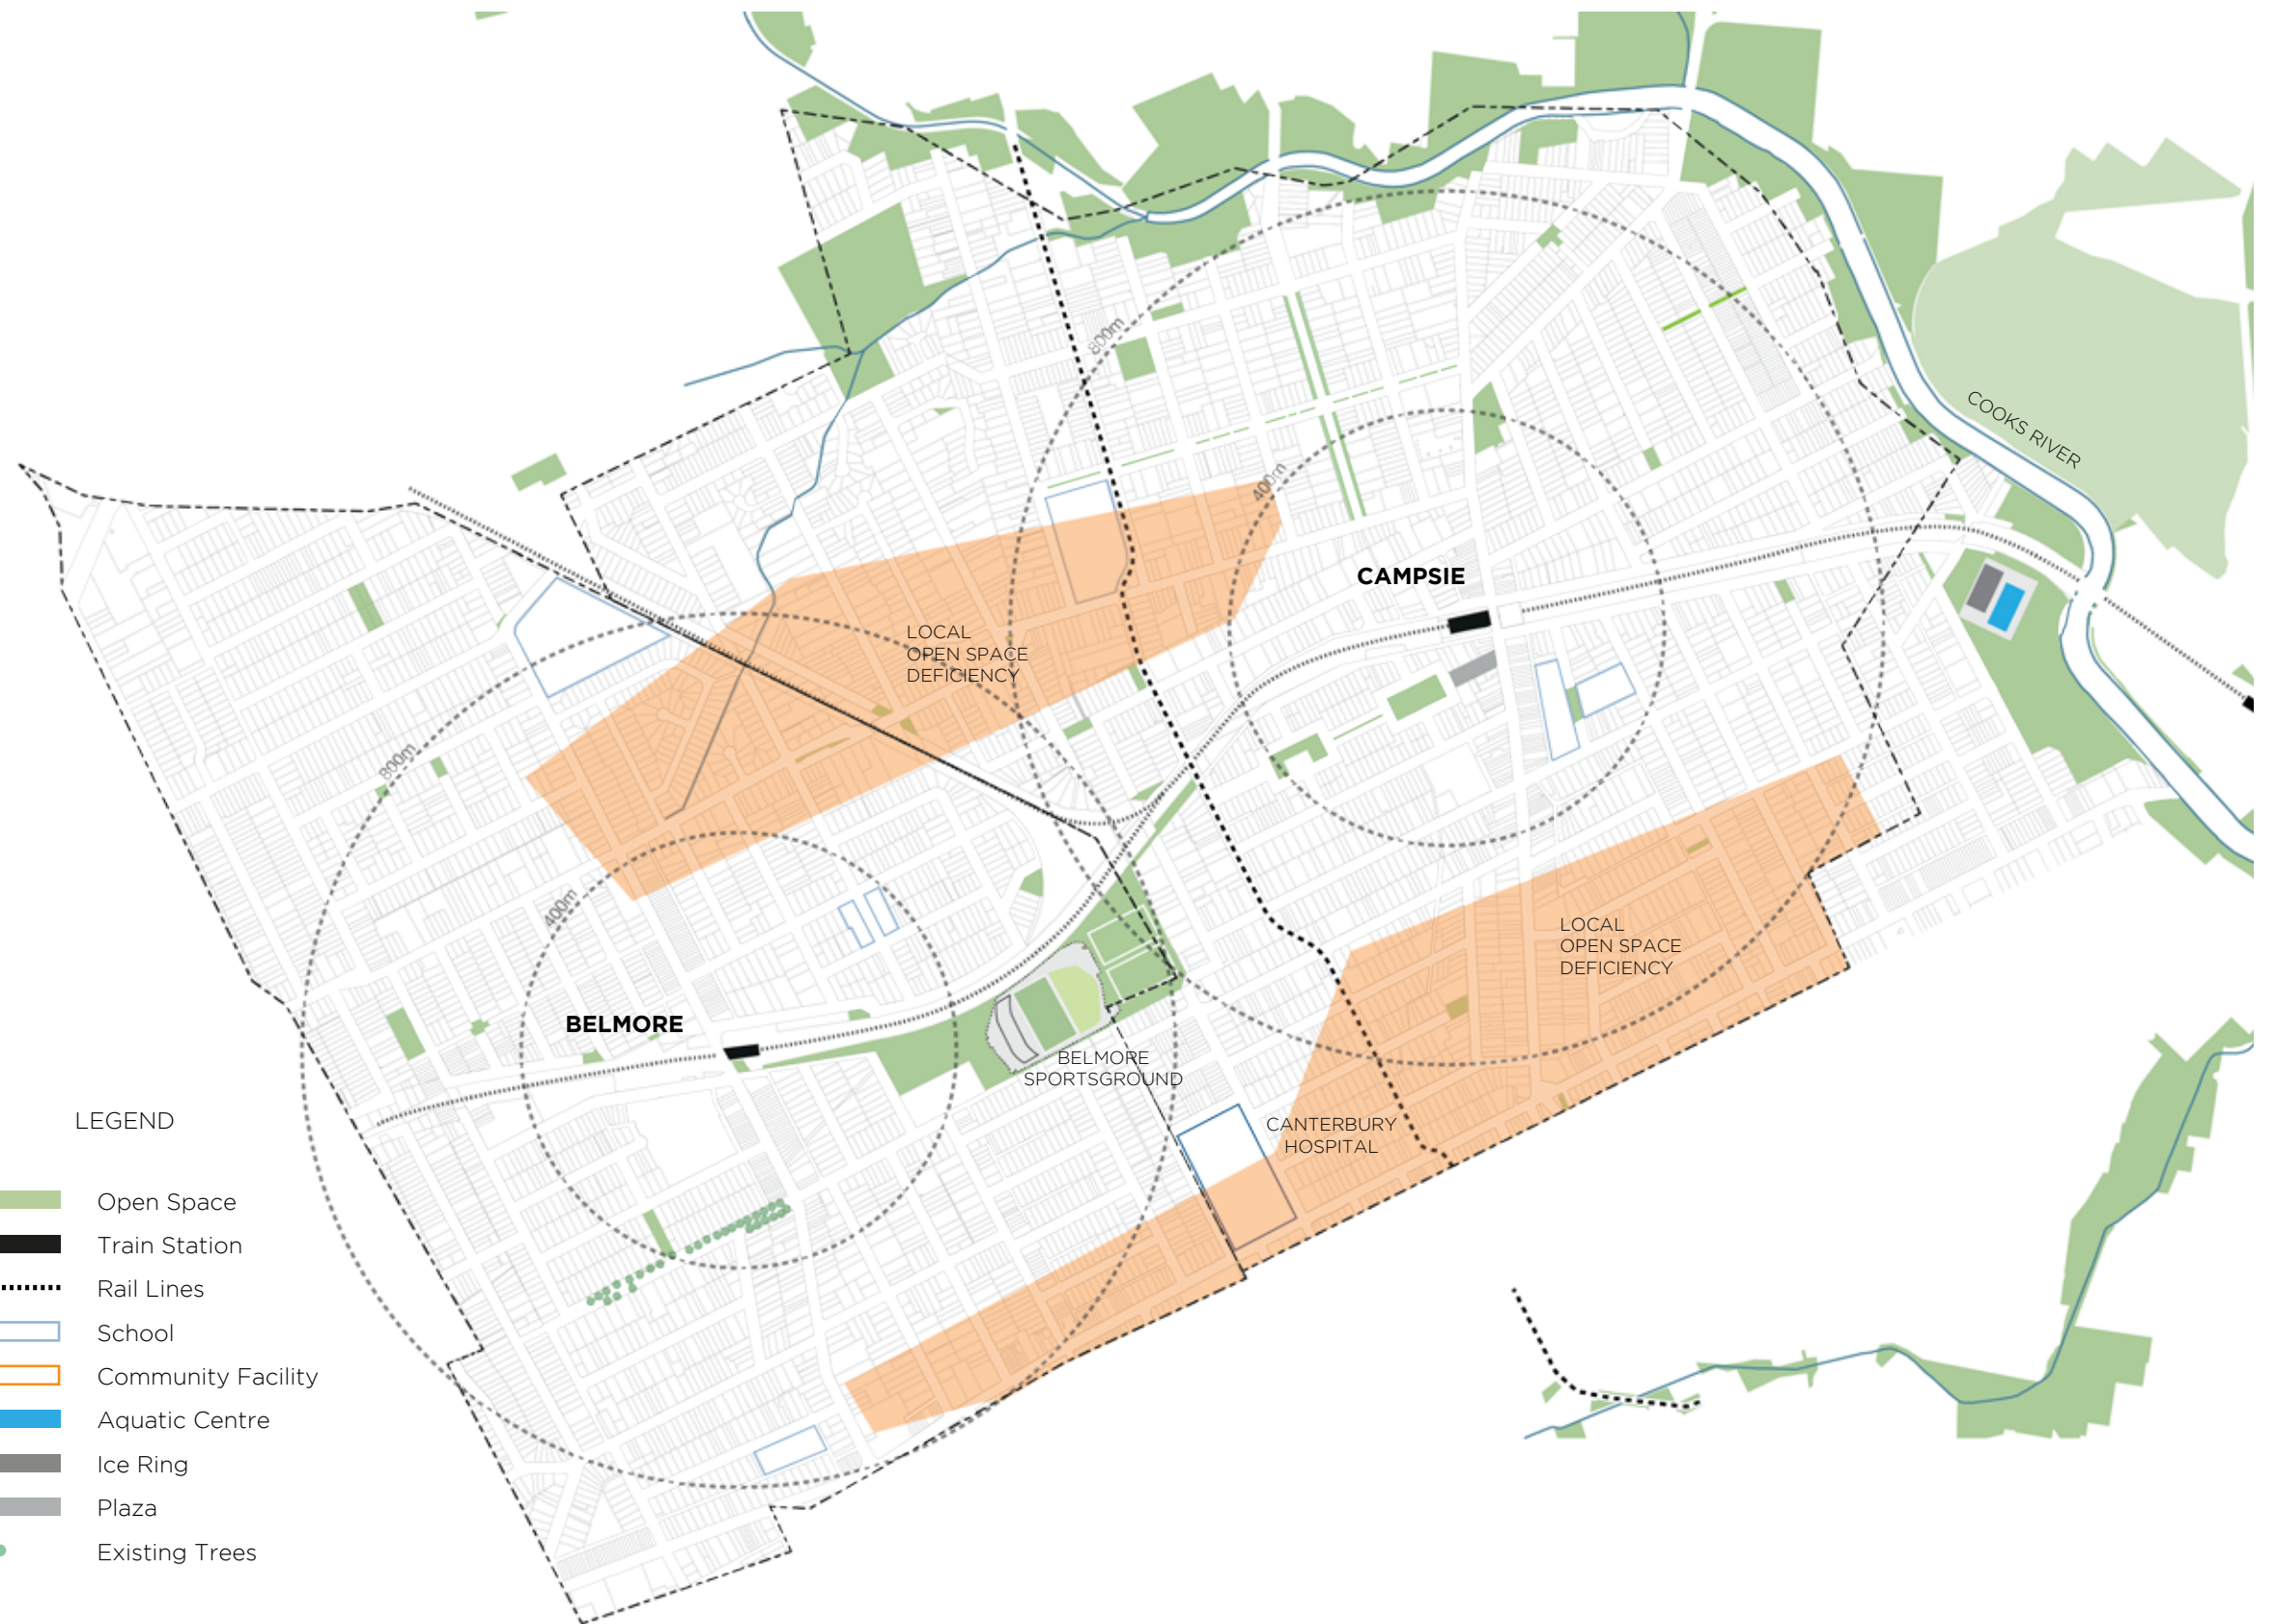 COOKS RIVER
800m
400m
CAMPSIE
LOCAL
OPEN SPACE
DEFICIENCY
800m
400m
LOCAL
OPEN SPACE
DEFICIENCY
BELMORE
BELMORE
SPORTSGROUND
CANTERBURY
HOSPITAL
LEGEND
Open Space
Train Station
Rail Lines
School
Community Facility
Aquatic Centre
Ice Ring
Plaza
Existing Trees